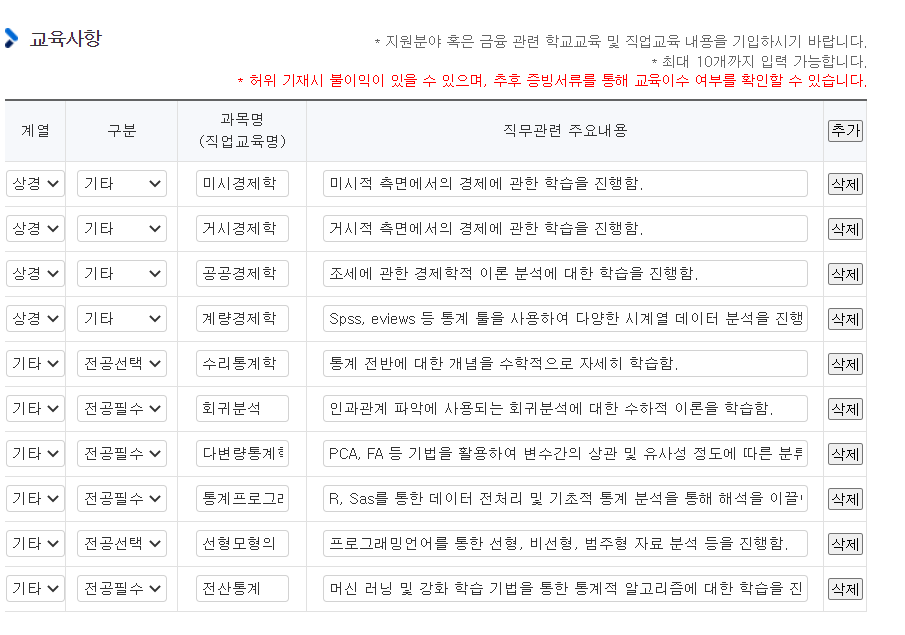 교육사항
* 지원분야 혹은 금융 관련 학교교육 및 직업교육 내용을 기입하시기 바랍니다.
* 최대 10개까지 입력 가능합니다.
* 허위 기재시 불이익이 있을 수 있으며, 추후 증빙서류를 통해 교육이수 여부를 확인할 수 있습니다.
계열 구분 과목명 (직업교육명) 직무관련 주요내용 추가
상경 기타 미시경제학 미시적 측면에서의 경제에 관한 학습을 진행함. 삭제
상경 기타 거시경제학 거시적 측면에서의 경제에 관한 학습을 진행함. 삭제
상경 기타 공공경제학 조세에 관한 경제학적 이론 분석에 대한 학습을 진행함. 삭제
상경 기타 계량경제학 Spss, eviews 등 통계 툴을 사용하여 다양한 시계열 데이터 분석을 진행 삭제
기타 전공선택 수리통계학 통계 전반에 대한 개념을 수학적으로 자세히 학습함. 삭제
기타 전공필수 회귀분석 인과관계 파악에 사용되는 회귀분석에 대한 수하적 이론을 학습함. 삭제
기타 전공필수 다변량통계학 PCA, FA 등 기법을 활용하여 변수간의 상관 및 유사성 정도에 따른 분류 삭제
기타 전공필수 통계프로그래 R, Sas를 통한 데이터 전처리 및 기초적 통계 분석을 통해 해석을 이끌 삭제
기타 전공선택 선형모형의 프로그래밍언어를 통한 선형, 비선형, 범주형 자료 분석 등을 진행함. 삭제
기타 전공필수 전산통계 머신 러닝 및 강화 학습 기법을 통한 통계적 알고리즘에 대한 학습을 진 삭제